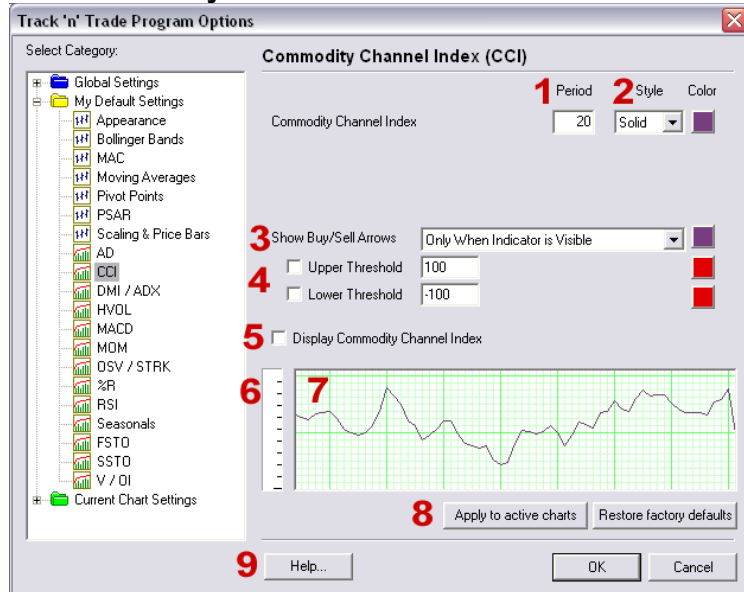 Track 'n' Trade Program Options
Select Category:
Global Settings
My Default Settings
Appearance
Bollinger Bands
MAC
Moving Averages
Pivot Points
PSAR
Scaling & Price Bars
AD
CCI
DMI / ADX
HVOL
MACD
MOM
OSV / STRK
%R
RSI
Seasonals
FSTO
SSTO
V / OI
Current Chart Settings
Commodity Channel Index (CCI)
1 Period 2 Style Color
Commodity Channel Index 20 Solid
3 Show Buy/Sell Arrows Only When Indicator is Visible
4
Upper Threshold 100
Lower Threshold -100
5 Display Commodity Channel Index
6 7
8 Apply to active charts Restore factory defaults
9 Help... OK Cancel